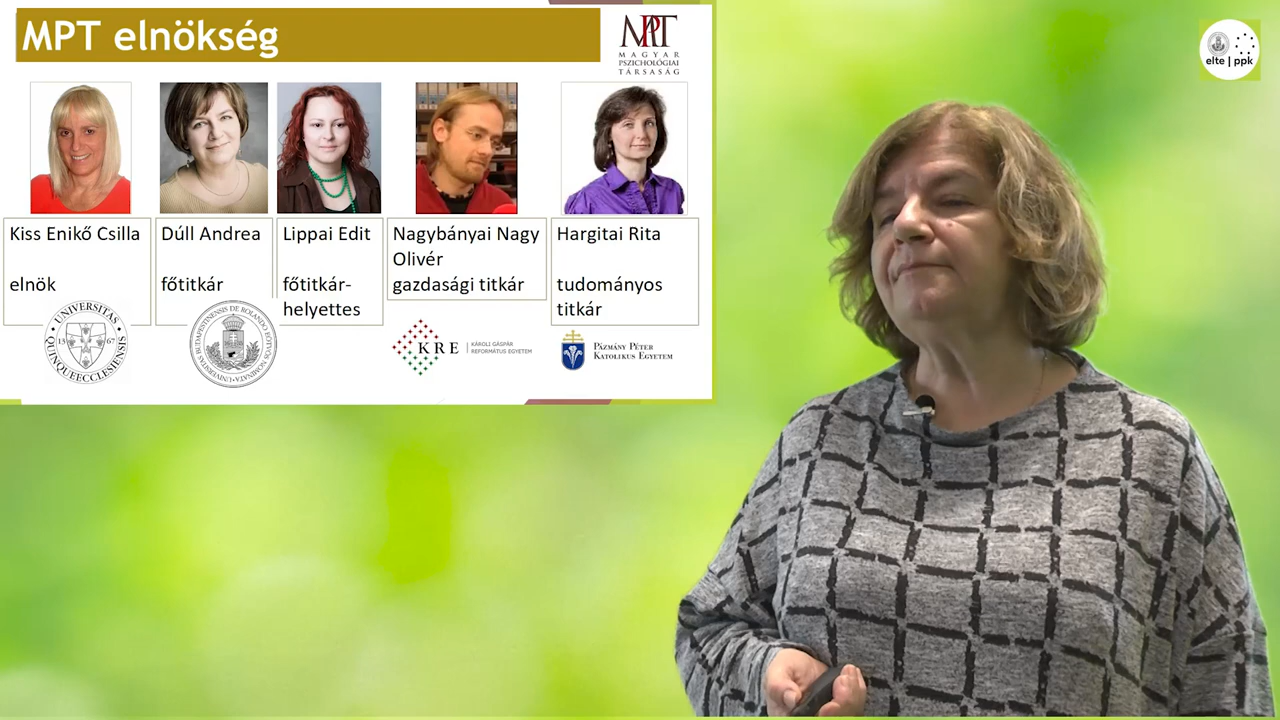 MPT elnökség
MPT
MAGYAR
PSZICHOLÓGIAI
TÁRSASÁG
elte | ppk
Kiss Enikő Csilla
elnök
Dúll Andrea
főtitkár
Lippai Edit
főtitkár-
helyettes
Nagybányai Nagy
Olivér
gazdasági titkár
Hargitai Rita
tudományos
titkár
UNIVERSITAS
QUINQUEECCLESIENSIS
1367
KRE
KÁROLI GÁSPÁR
REFORMÁTUS EGYETEM
PÁZMÁNY PÉTER
KATOLIKUS EGYETEM